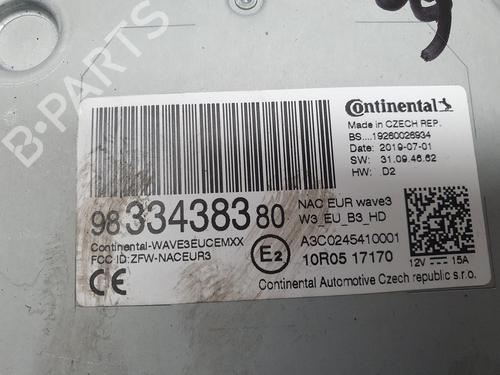 B-PARTS
Continental
Made in CZECH REP.
BS....19260026934
Date: 2019-07-01
SW: 31.09.46.62
HW: D2
98 334383 80
NAC EUR wave3
W3_EU_B3_HD
Continental-WAVE3EUCEMXX
FCC ID:ZFW-NACEUR3
CE
E2
A3C0245410001
10R05 17170
12V 15A
Continental Automotive Czech republic s.r.o.